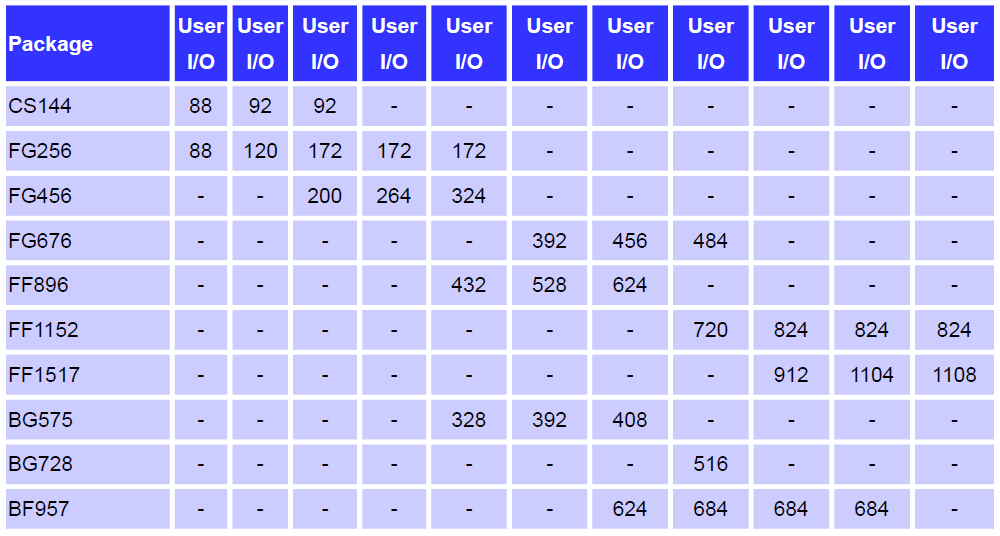 Package User I/O User I/O User I/O User I/O User I/O User I/O User I/O User I/O User I/O User I/O User I/O
CS144 88 92 92 - - - - - - - -
FG256 88 120 172 172 172 - - - - - -
FG456 - - 200 264 324 - - - - - -
FG676 - - - - - 392 456 484 - - -
FF896 - - - - 432 528 624 - - - -
FF1152 - - - - - - - 720 824 824 824
FF1517 - - - - - - - - 912 1104 1108
BG575 - - - - 328 392 408 - - - -
BG728 - - - - - - - 516 - - -
BF957 - - - - - - 624 684 684 684 -